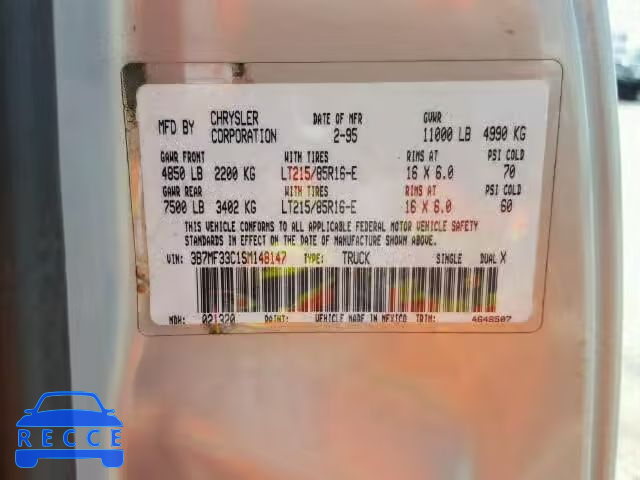 MFD BY CHRYSLER CORPORATION DATE OF MFR 2-95 GVWR 11000 LB 4990 KG
GAWR FRONT WITH TIRES RIMS AT PSI COLD
4850 LB 2200 KG LT215/85R16-E 16 X 6.0 70
GAWR REAR WITH TIRES RIMS AT PSI COLD
7500 LB 3402 KG LT215/85R16-E 16 X 6.0 60
THIS VEHICLE CONFORMS TO ALL APPLICABLE FEDERAL MOTOR VEHICLE SAFETY
STANDARDS IN EFFECT ON THE DATE OF MANUFACTURE SHOWN ABOVE.
VIN: 3B7MF33C1SM148147 TYPE: TRUCK SINGLE DUAL X
MDH: 021320 PAINT: VEHICLE MADE IN MEXICO TRIM: 4648507
RECCE